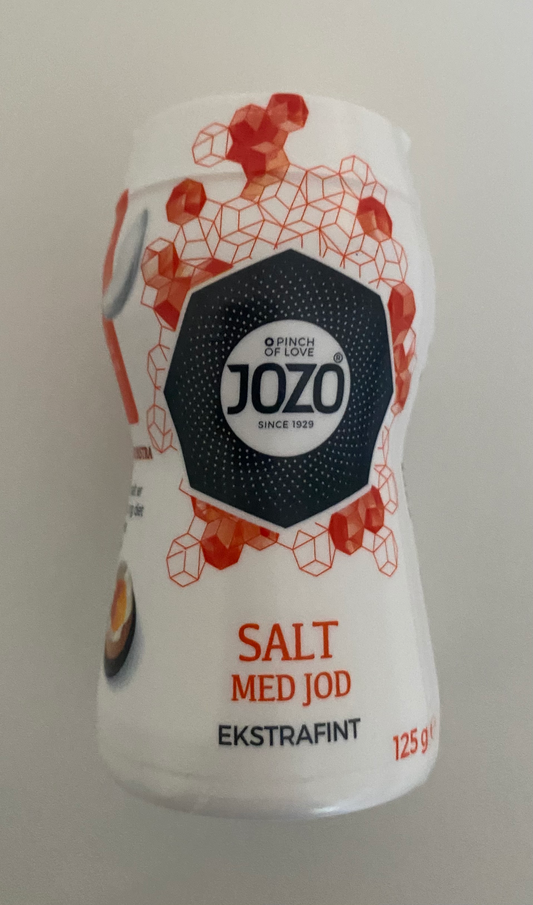 PINCH
OF LOVE
JOZO®
SINCE 1929
SALT
MED JOD
EKSTRAFINT
125 g